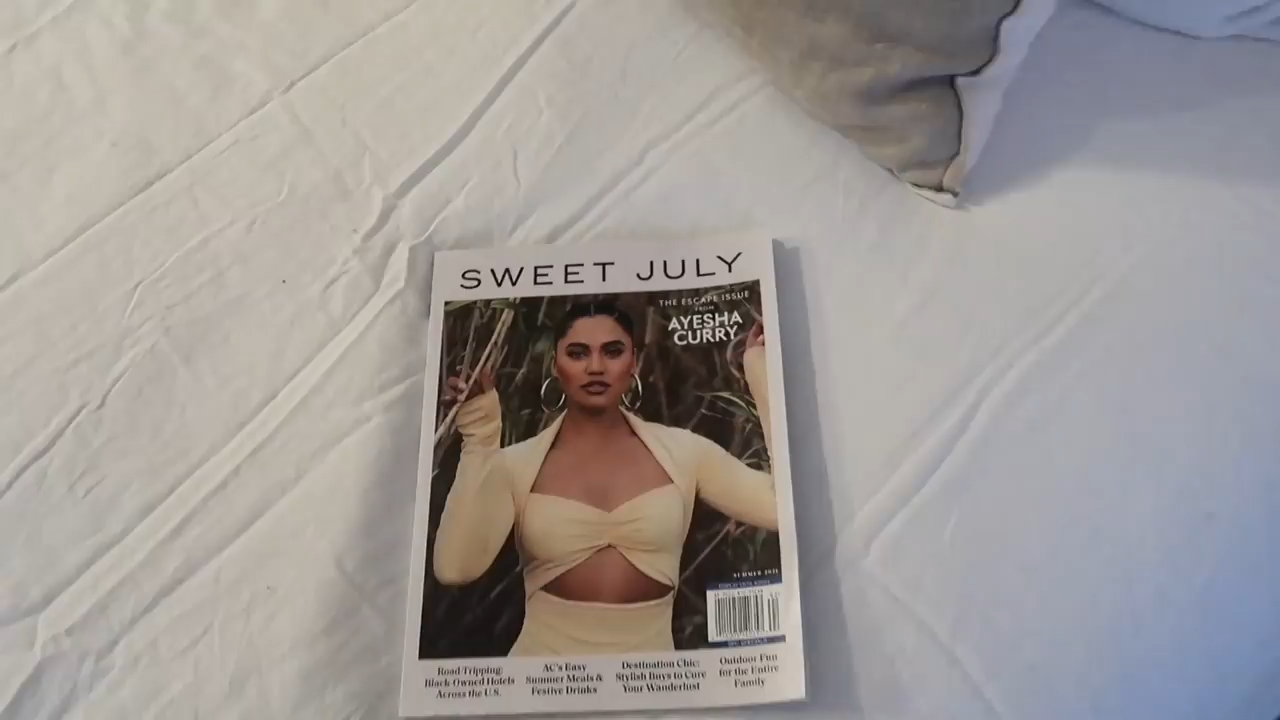 SWEET JULY
THE ESCAPE ISSUE
FROM
AYESHA
CURRY
SUMMER 2021
Road Tripping:
Black-Owned Hotels
Across the U.S.
AC's Easy
Summer Meals &
Festive Drinks
Destination Chic:
Stylish Buys to Cure
Your Wanderlust
Outdoor Fun
for the Entire
Family